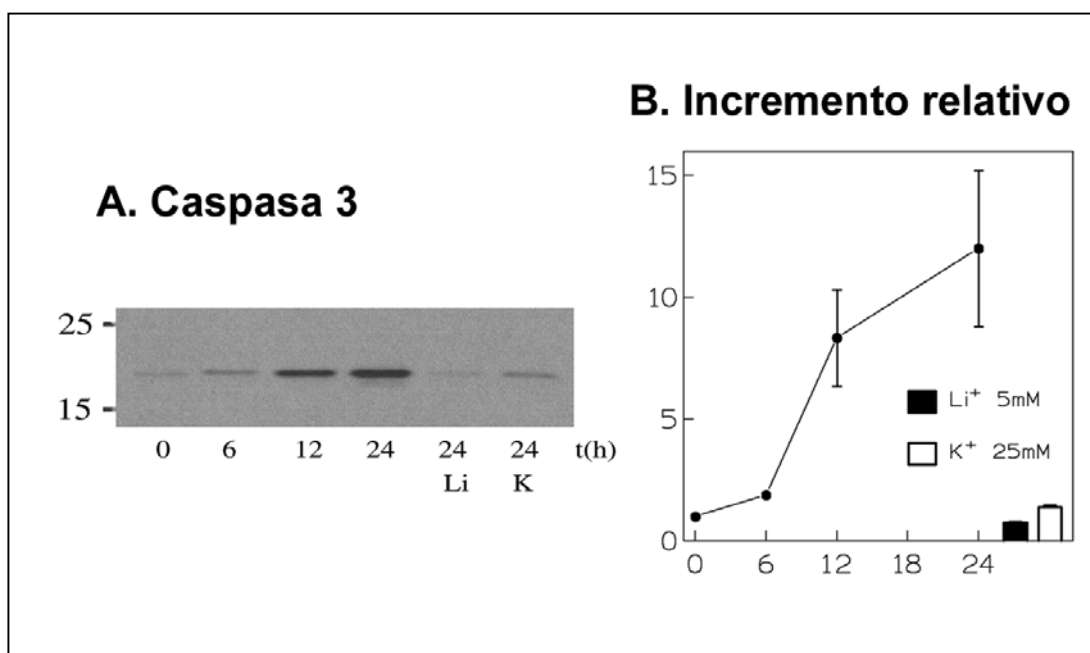 A. Caspasa 3
25
15
0 6 12 24 24 24 t(h)
Li K
B. Incremento relativo
15
10
5
0
Li⁺ 5mM
K⁺ 25mM
0 6 12 18 24